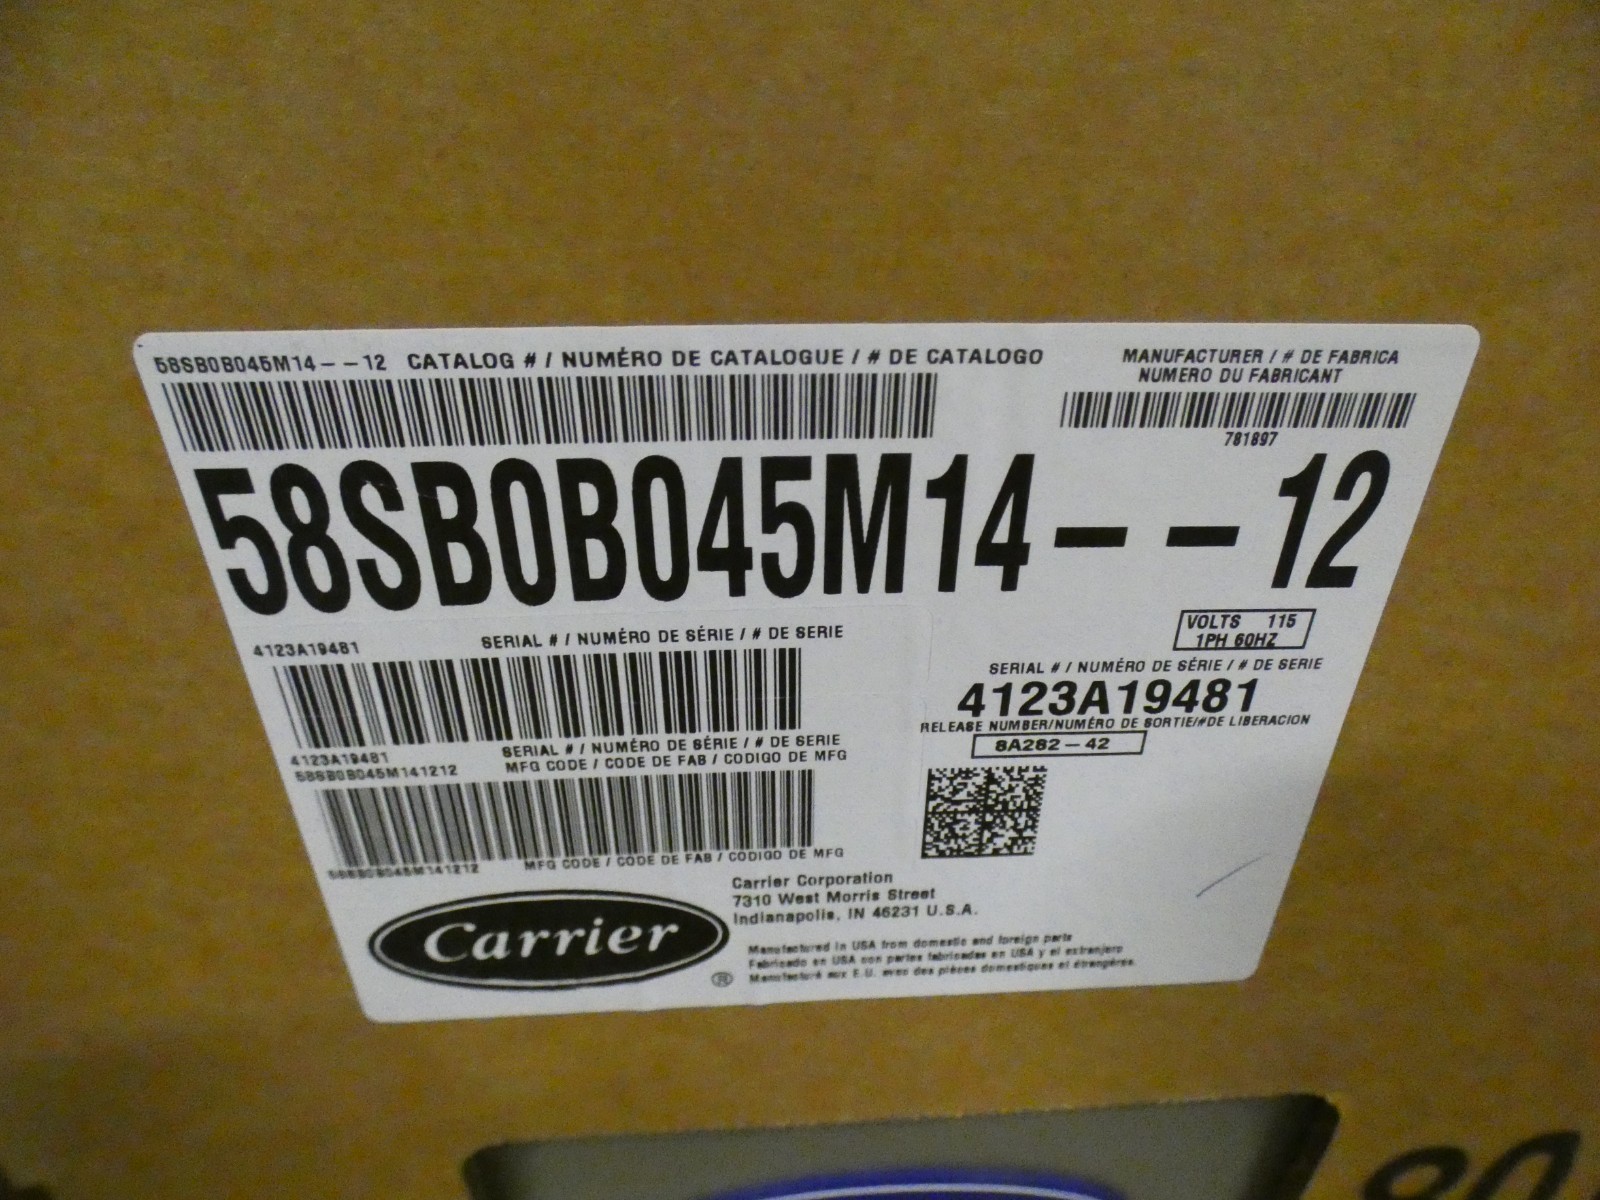 58SB0B045M14--12 CATALOG # / NUMÉRO DE CATALOGUE / # DE CATALOGO
MANUFACTURER / # DE FABRICA
NUMERO DU FABRICANT
781897
58SB0B045M14--12
VOLTS 115
1PH 60HZ
4123A19481 SERIAL # / NUMÉRO DE SÉRIE / # DE SERIE
SERIAL # / NUMÉRO DE SÉRIE / # DE SERIE
4123A19481
RELEASE NUMBER/NUMÉRO DE SORTIE/#DE LIBERACION
8A282-42
4123A19481 SERIAL # / NUMÉRO DE SÉRIE / # DE SERIE
58SB0B045M141212 MFG CODE / CODE DE FAB / CODIGO DE MFG
58SB0B045M141212 MFG CODE / CODE DE FAB / CODIGO DE MFG
Carrier
®
Carrier Corporation
7310 West Morris Street
Indianapolis, IN 46231 U.S.A.
Manufactured in USA from domestic and foreign parts
Fabricado en USA con partes fabricadas en USA y el extranjero
Manufacturé aux E.U. avec des pièces domestiques et étrangères.